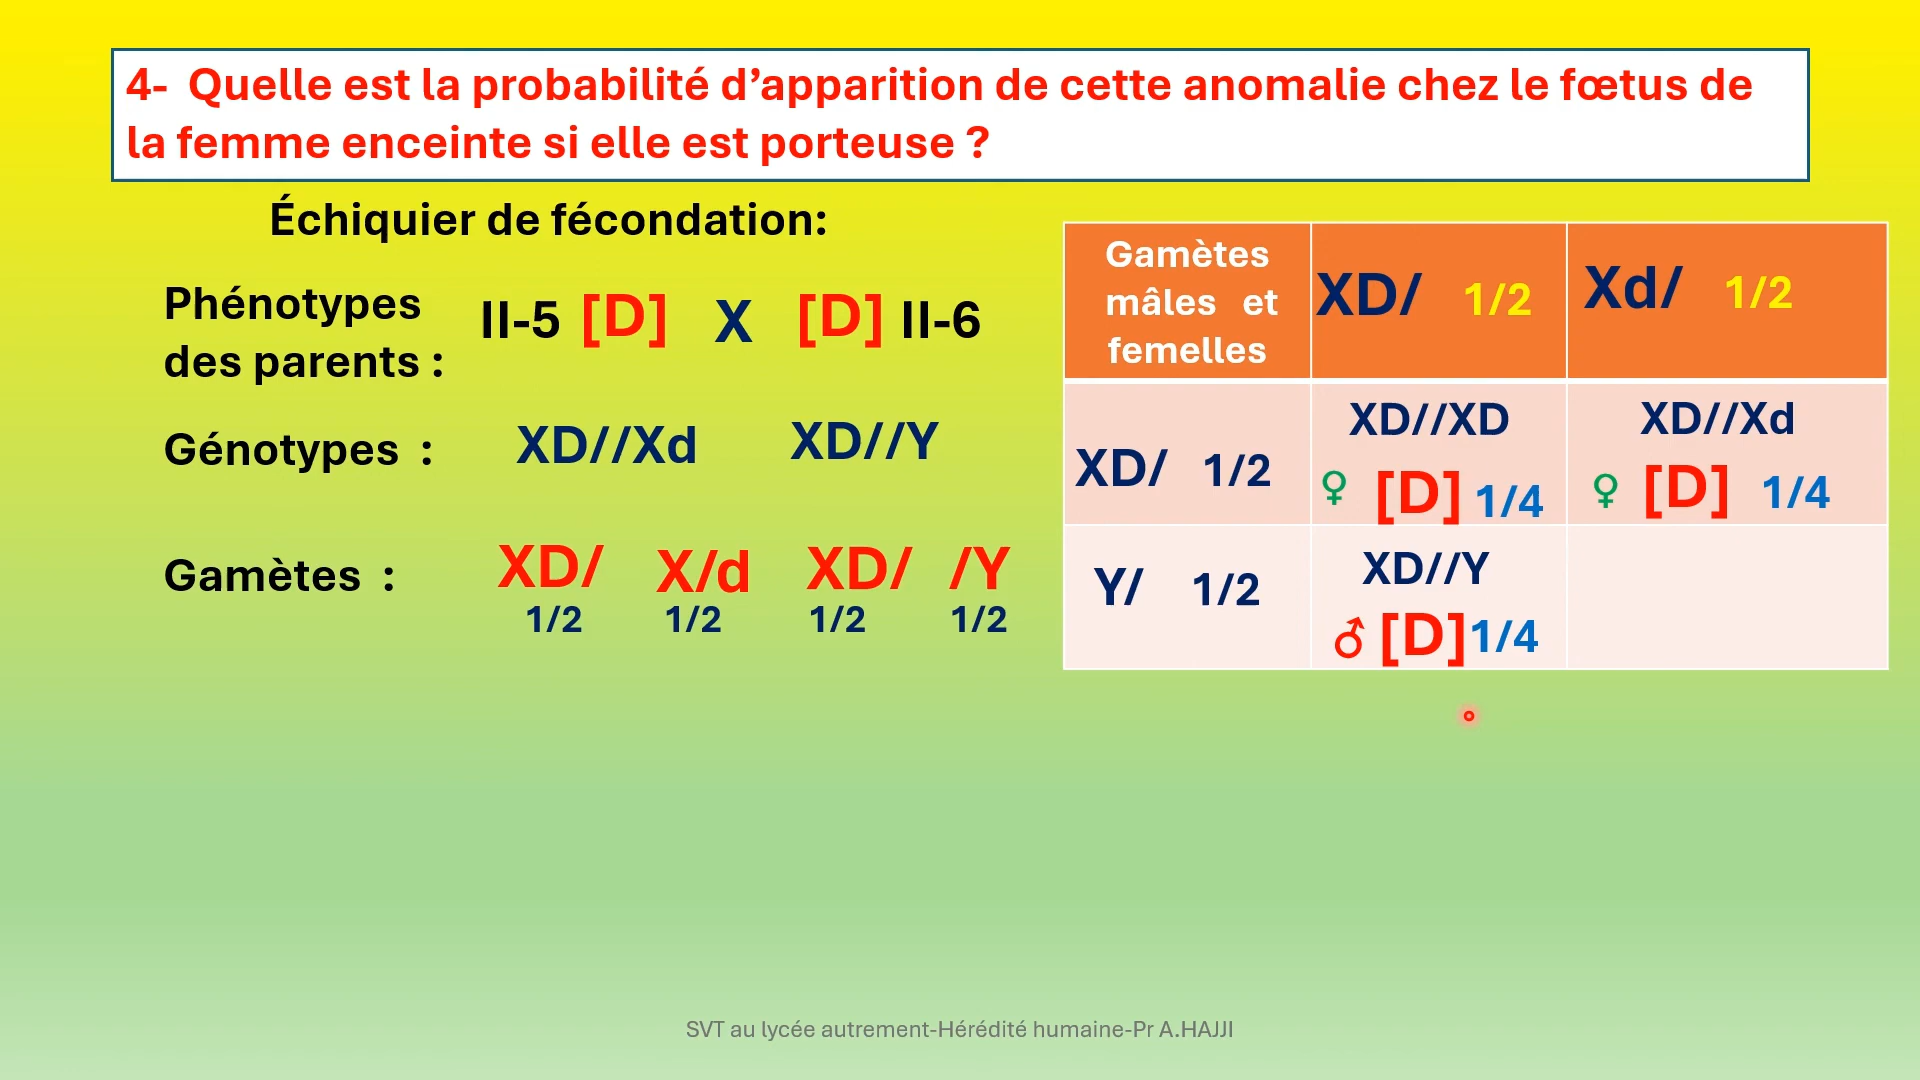 4- Quelle est la probabilité d’apparition de cette anomalie chez le fœtus de
la femme enceinte si elle est porteuse ?
Échiquier de fécondation:
Phénotypes
des parents :
II-5 [D] X [D] II-6
Génotypes :
XD//Xd XD//Y
Gamètes :
XD/ X/d XD/ /Y
1/2 1/2 1/2 1/2
Gamètes
mâles et
femelles
XD/ 1/2
Xd/ 1/2
XD/ 1/2
XD//XD
♀ [D] 1/4
XD//Xd
♀ [D] 1/4
Y/ 1/2
XD//Y
♂ [D] 1/4
SVT au lycée autrement-Hérédité humaine-Pr A.HAJJI